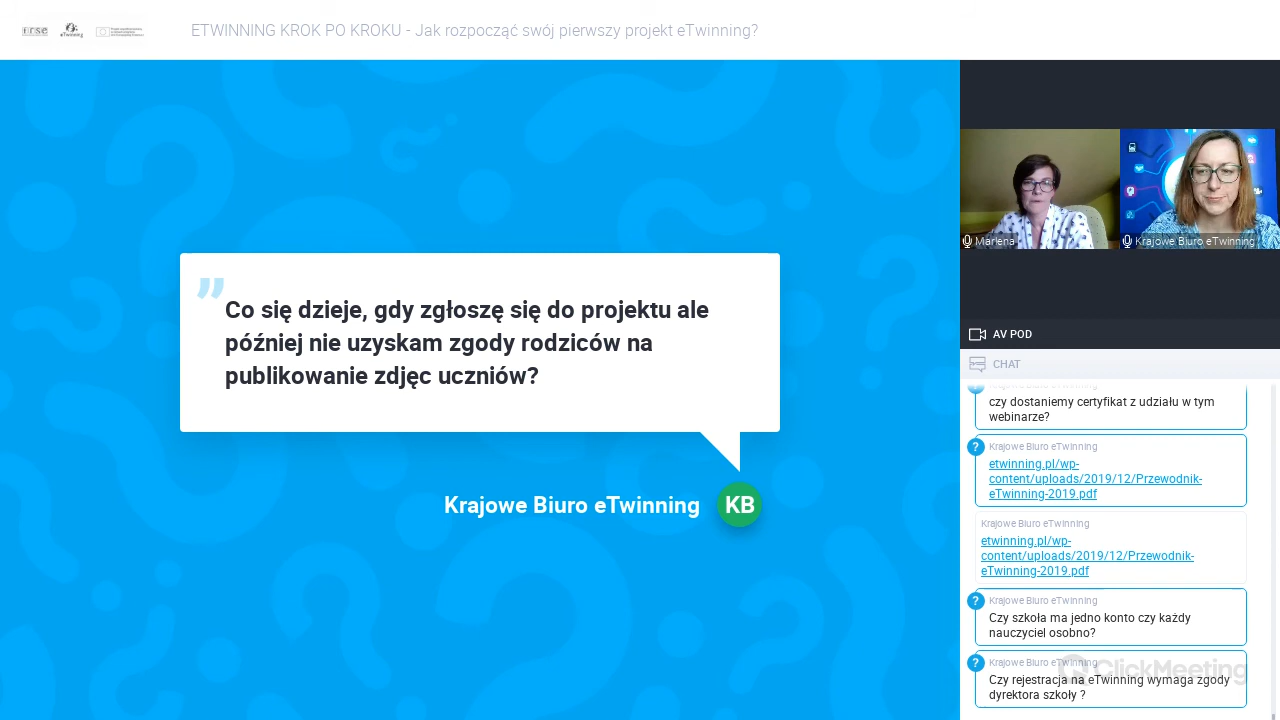 frse
eTwinning
ETWINNING KROK PO KROKU - Jak rozpocząć swój pierwszy projekt eTwinning?
Co się dzieje, gdy zgłoszę się do projektu ale
później nie uzyskam zgody rodziców na
publikowanie zdjęc uczniów?
Krajowe Biuro eTwinning
KB
Marlena
Krajowe Biuro eTwinning
AV POD
CHAT
Krajowe Biuro eTwinning
czy dostaniemy certyfikat z udziału w tym
webinarze?
?
Krajowe Biuro eTwinning
etwinning.pl/wp-
content/uploads/2019/12/Przewodnik-
eTwinning-2019.pdf
Krajowe Biuro eTwinning
etwinning.pl/wp-
content/uploads/2019/12/Przewodnik-
eTwinning-2019.pdf
?
Krajowe Biuro eTwinning
Czy szkoła ma jedno konto czy każdy
nauczyciel osobno?
?
Krajowe Biuro eTwinning
Czy rejestracja na eTwinning wymaga zgody
dyrektora szkoły ?
ClickMeeting